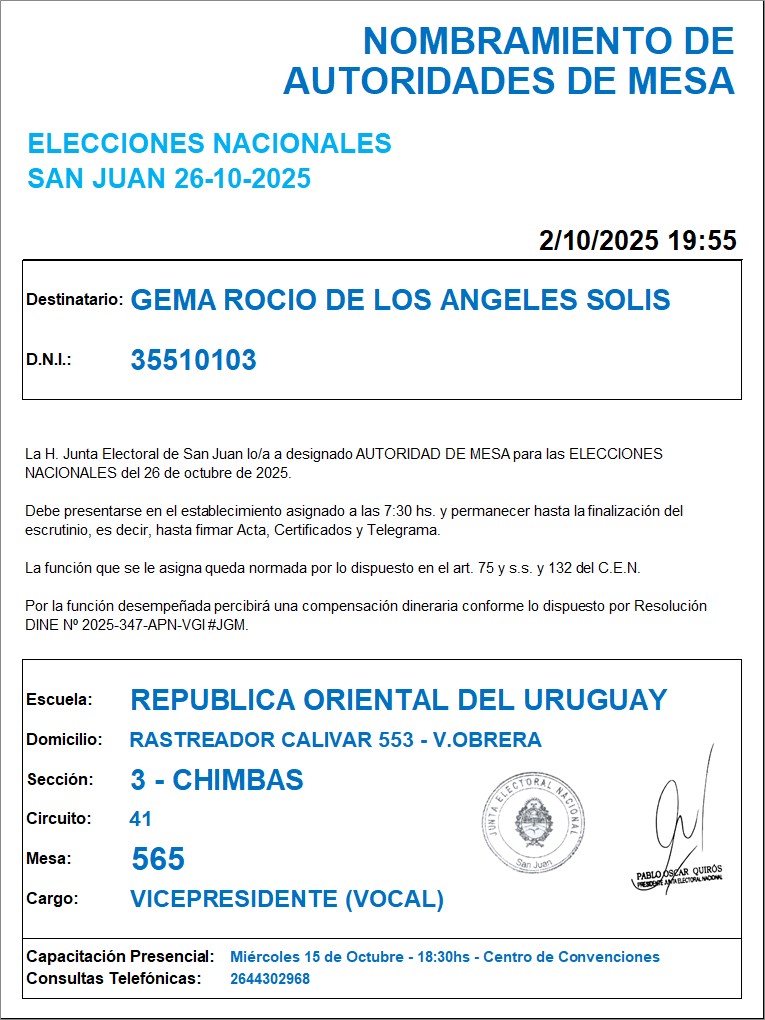 NOMBRAMIENTO DE
AUTORIDADES DE MESA
ELECCIONES NACIONALES
SAN JUAN 26-10-2025
2/10/2025 19:55
Destinatario: GEMA ROCIO DE LOS ANGELES SOLIS
D.N.I.: 35510103
La H. Junta Electoral de San Juan lo/a a designado AUTORIDAD DE MESA para las ELECCIONES
NACIONALES del 26 de octubre de 2025.
Debe presentarse en el establecimiento asignado a las 7:30 hs. y permanecer hasta la finalización del
escrutinio, es decir, hasta firmar Acta, Certificados y Telegrama.
La función que se le asigna queda normada por lo dispuesto en el art. 75 y s.s. y 132 del C.E.N.
Por la función desempeñada percibirá una compensación dineraria conforme lo dispuesto por Resolución
DINE Nº 2025-347-APN-VGI#JGM.
Escuela: REPUBLICA ORIENTAL DEL URUGUAY
Domicilio: RASTREADOR CALIVAR 553 - V.OBRERA
Sección: 3 - CHIMBAS
Circuito: 41
Mesa: 565
Cargo: VICEPRESIDENTE (VOCAL)
JUNTA ELECTORAL NACIONAL
San Juan
PABLO OSCAR QUIRÓS
PRESIDENTE JUNTA ELECTORAL NACIONAL
Capacitación Presencial: Miércoles 15 de Octubre - 18:30hs - Centro de Convenciones
Consultas Telefónicas: 2644302968